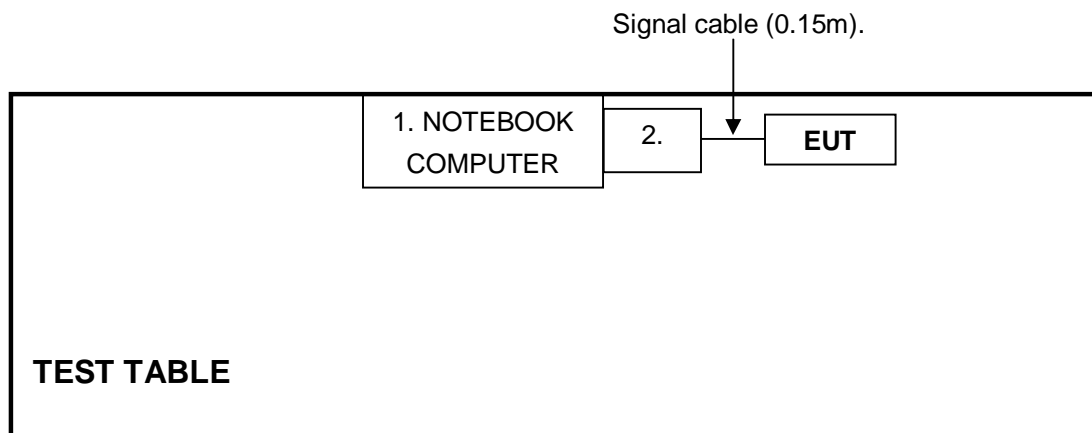 Signal cable (0.15m).
1. NOTEBOOK
COMPUTER
2.
EUT
TEST TABLE